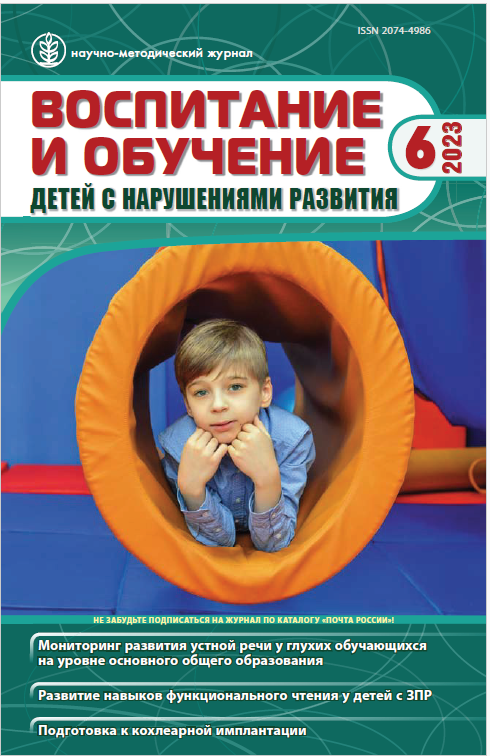 ISSN 2074-4986
научно-методический журнал
ВОСПИТАНИЕ
И ОБУЧЕНИЕ
6
2023
ДЕТЕЙ С НАРУШЕНИЯМИ РАЗВИТИЯ
НЕ ЗАБУДЬТЕ ПОДПИСАТЬСЯ НА ЖУРНАЛ ПО КАТАЛОГУ «ПОЧТА РОССИИ»!
Мониторинг развития устной речи у глухих обучающихся
на уровне основного общего образования
Развитие навыков функционального чтения у детей с ЗПР
Подготовка к кохлеарной имплантации